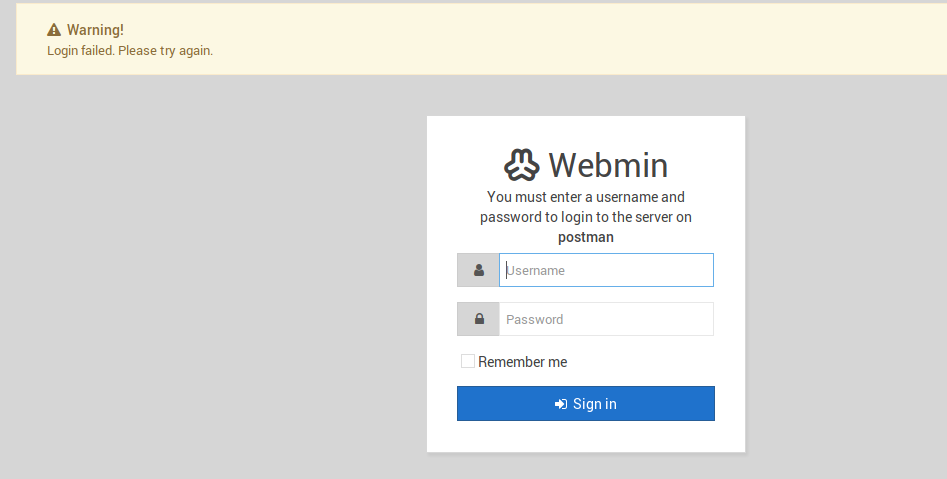 Warning!
Login failed. Please try again.
Webmin
You must enter a username and
password to login to the server on
postman
Username
Password
Remember me
Sign in